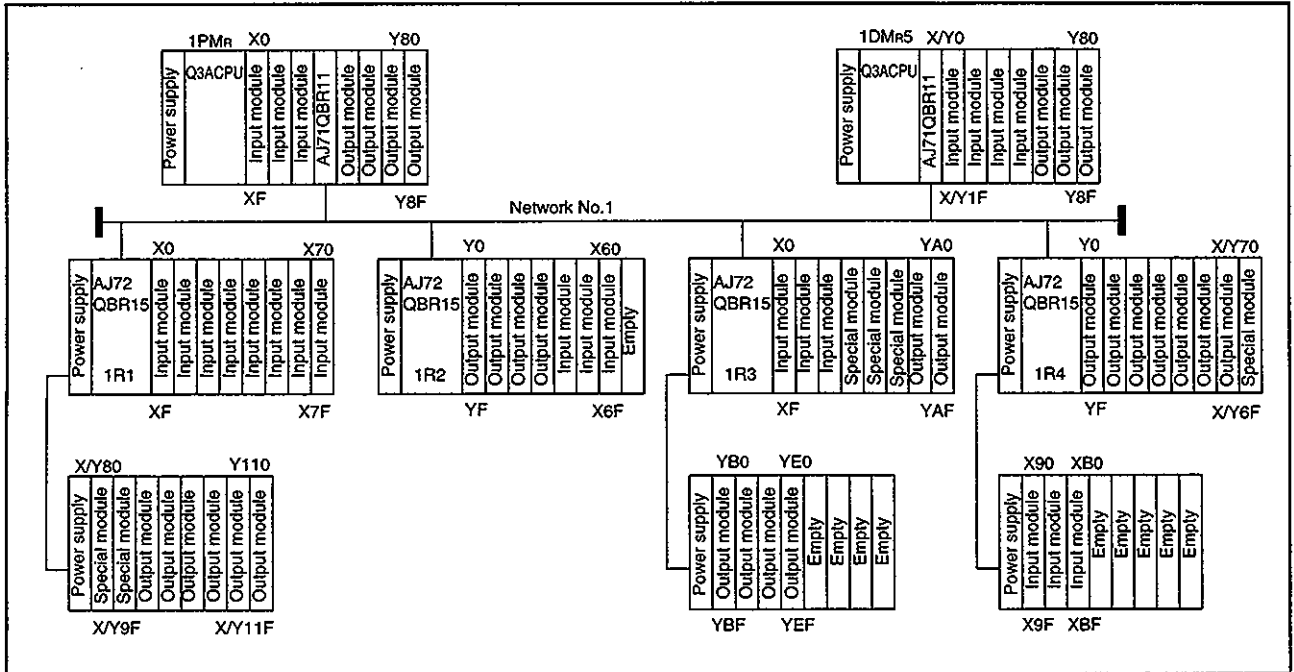 1PMR X0 Y80
Power supply
Q3ACPU
Input module
Input module
Input module
AJ71QBR11
Output module
Output module
Output module
Output module
XF Y8F
1DMR5 X/Y0 Y80
Power supply
Q3ACPU
AJ71QBR11
Input module
Input module
Input module
Input module
Output module
Output module
Output module
X/Y1F Y8F
Network No.1
X0 X70
Power supply
AJ72
QBR15
1R1
Input module
Input module
Input module
Input module
Input module
Input module
Input module
Input module
XF X7F
Y0 X60
Power supply
AJ72
QBR15
1R2
Output module
Output module
Output module
Output module
Input module
Input module
Input module
Empty
YF X6F
X0 YA0
Power supply
AJ72
QBR15
1R3
Input module
Input module
Input module
Special module
Special module
Special module
Output module
Output module
XF YAF
Y0 X/Y70
Power supply
AJ72
QBR15
1R4
Output module
Output module
Output module
Output module
Output module
Output module
Output module
Special module
YF X/Y6F
X/Y80 Y110
Power supply
Special module
Special module
Output module
Output module
Output module
Output module
Output module
Output module
X/Y9F X/Y11F
YB0 YE0
Power supply
Output module
Output module
Output module
Output module
Empty
Empty
Empty
Empty
YBF YEF
X90 XB0
Power supply
Input module
Input module
Input module
Empty
Empty
Empty
Empty
Empty
X9F XBF